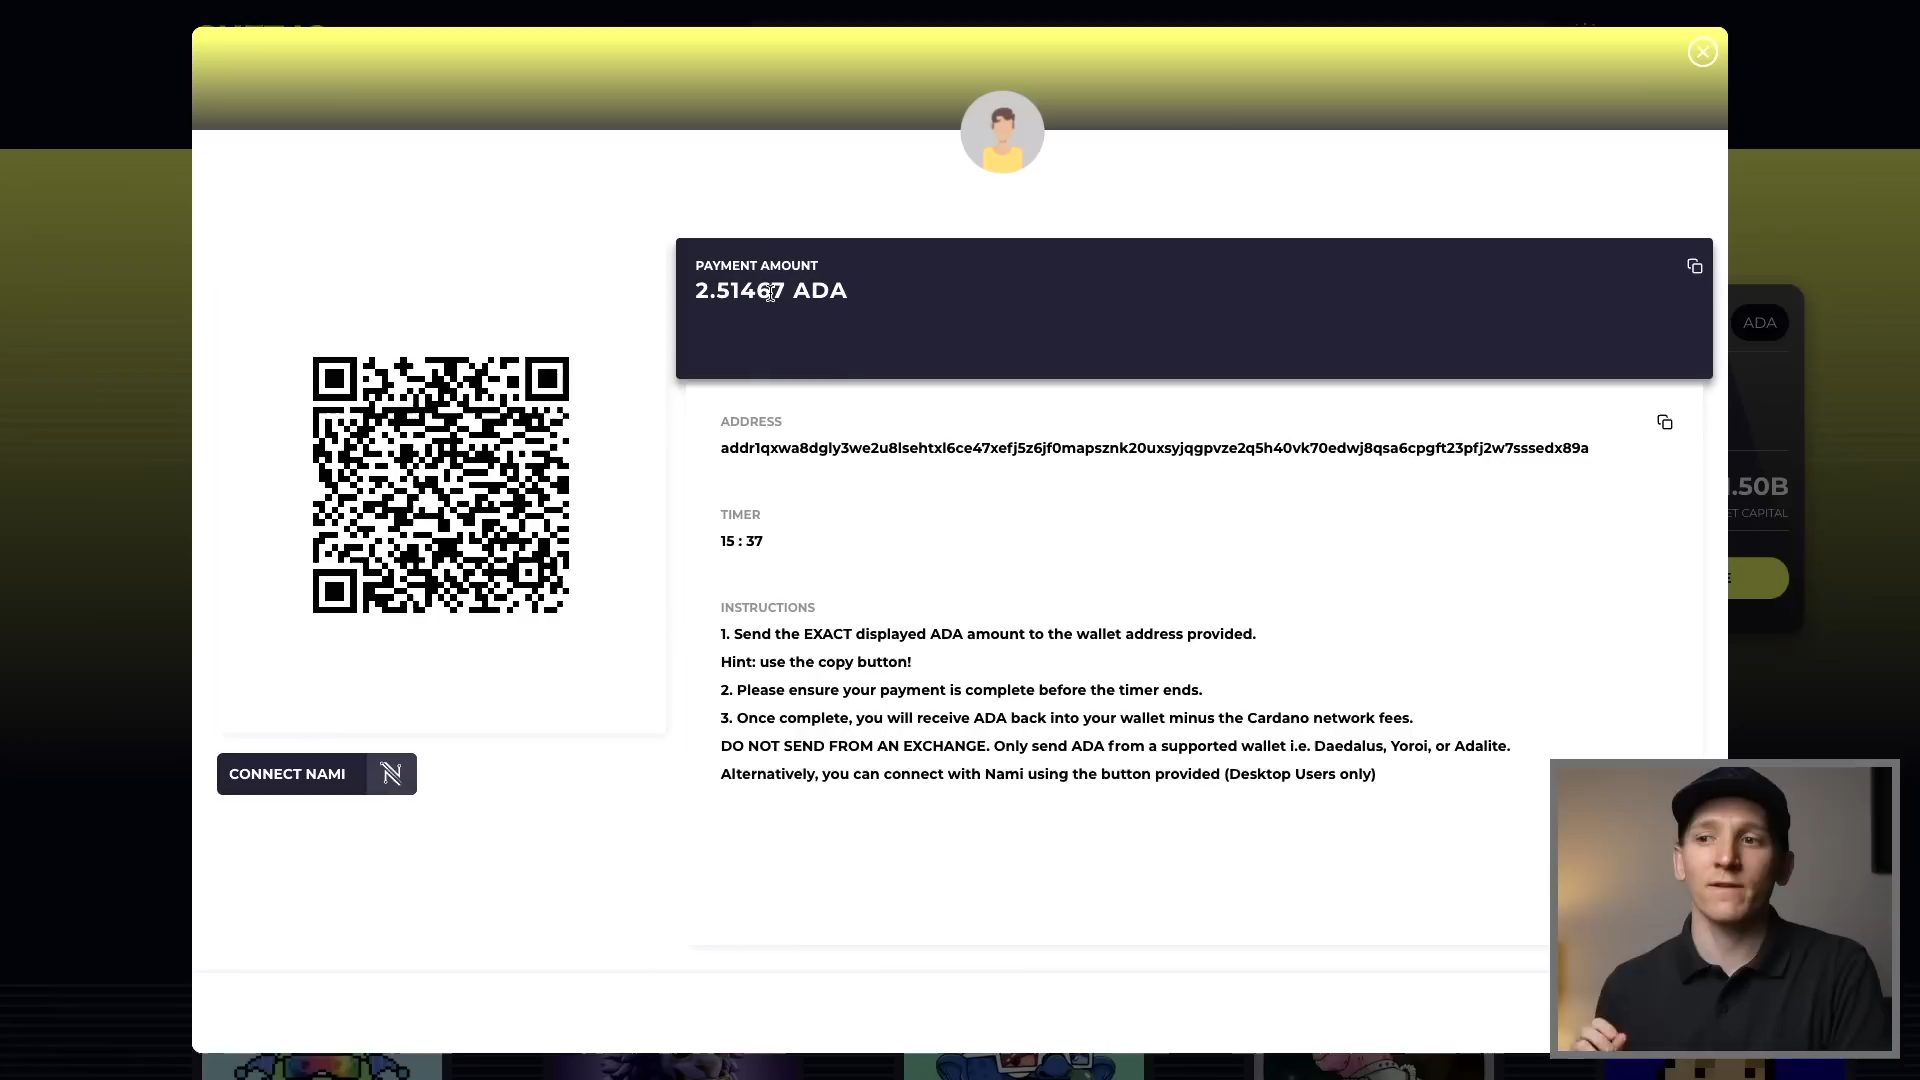 PAYMENT AMOUNT
2.51467 ADA
ADDRESS
addr1qxwa8dgly3we2u8lsehtxl6ce47xefj5z6jf0mapsznk20uxsyjqgpvze2q5h40vk70edwj8qsa6cpgft23pfj2w7sssedx89a
TIMER
15 : 37
INSTRUCTIONS
1. Send the EXACT displayed ADA amount to the wallet address provided.
Hint: use the copy button!
2. Please ensure your payment is complete before the timer ends.
3. Once complete, you will receive ADA back into your wallet minus the Cardano network fees.
DO NOT SEND FROM AN EXCHANGE. Only send ADA from a supported wallet i.e. Daedalus, Yoroi, or Adalite.
Alternatively, you can connect with Nami using the button provided (Desktop Users only)
CONNECT NAMI
ADA
.50B
ET CAPITAL